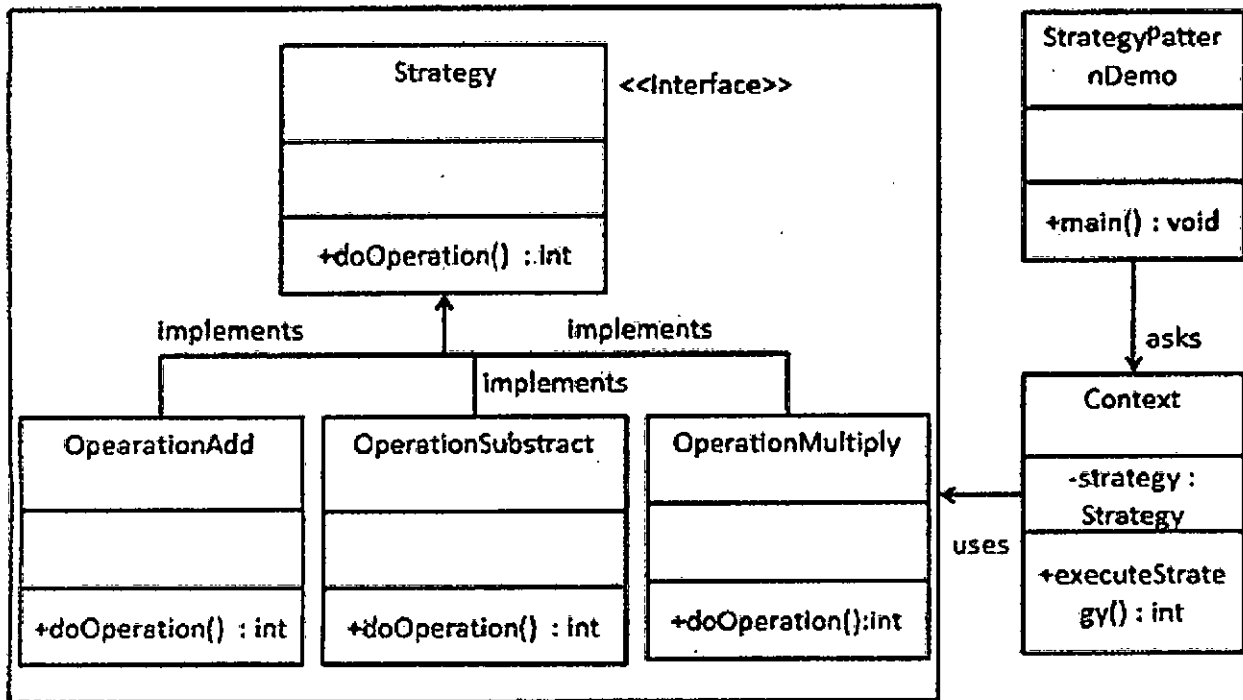 Strategy
<<Interface>>
+doOperation() : int
implements
implements
implements
OpearationAdd
+doOperation() : int
OperationSubstract
+doOperation() : int
OperationMultiply
+doOperation():int
StrategyPatter
nDemo
+main() : void
asks
Context
-strategy :
Strategy
+executeStrate
gy() : int
uses